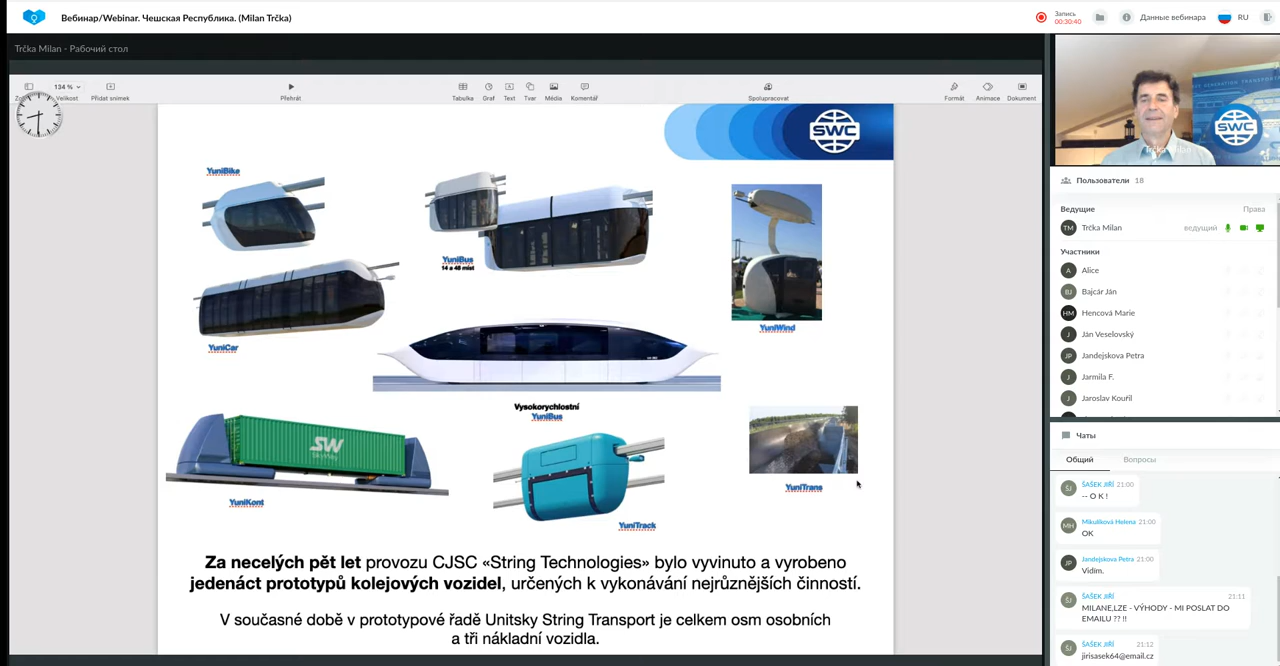 Вебинар/Webinar. Чешская Республика. (Milan Trčka)
Запись
00:30:40
Данные вебинара
RU
Trčka Milan - Рабочий стол
134 %
Velikost
Přidat snímek
Přehrát
Tabulka
Graf
Text
Tvar
Média
Komentář
Spolupracovat
Formát
Animace
Dokument
SWC
YuniBike
YuniBus
14 a 48 míst
YuniWind
YuniCar
Vysokorychlostní
YuniBus
SW
SkyWay
YuniKont
YuniTrack
YuniTrans
Za necelých pět let provozu CJSC «String Technologies» bylo vyvinuto a vyrobeno
jedenáct prototypů kolejových vozidel, určených k vykonávání nejrůznějších činností.
V současné době v prototypové řadě Unitsky String Transport je celkem osm osobních
a tři nákladní vozidla.
SWC
Trčka Milan
Пользователи 18
Ведущие Права
TM Trčka Milan ведущий
Участники
A Alice
BJ Bajcár Ján
HM Hencová Marie
J Ján Veselovský
JP Jandejskova Petra
J Jarmila F.
J Jaroslav Kouřil
Чаты
Общий Вопросы
ŠJ ŠAŠEK JIŘÍ 21:00
-- O K !
MH Mikulíková Helena 21:00
OK
JP Jandejskova Petra 21:00
Vidím.
ŠJ ŠAŠEK JIŘÍ 21:11
MILANE,LZE - VÝHODY - MI POSLAT DO
EMAILU ?? !!
ŠJ ŠAŠEK JIŘÍ 21:12
jirisasek64@email.cz